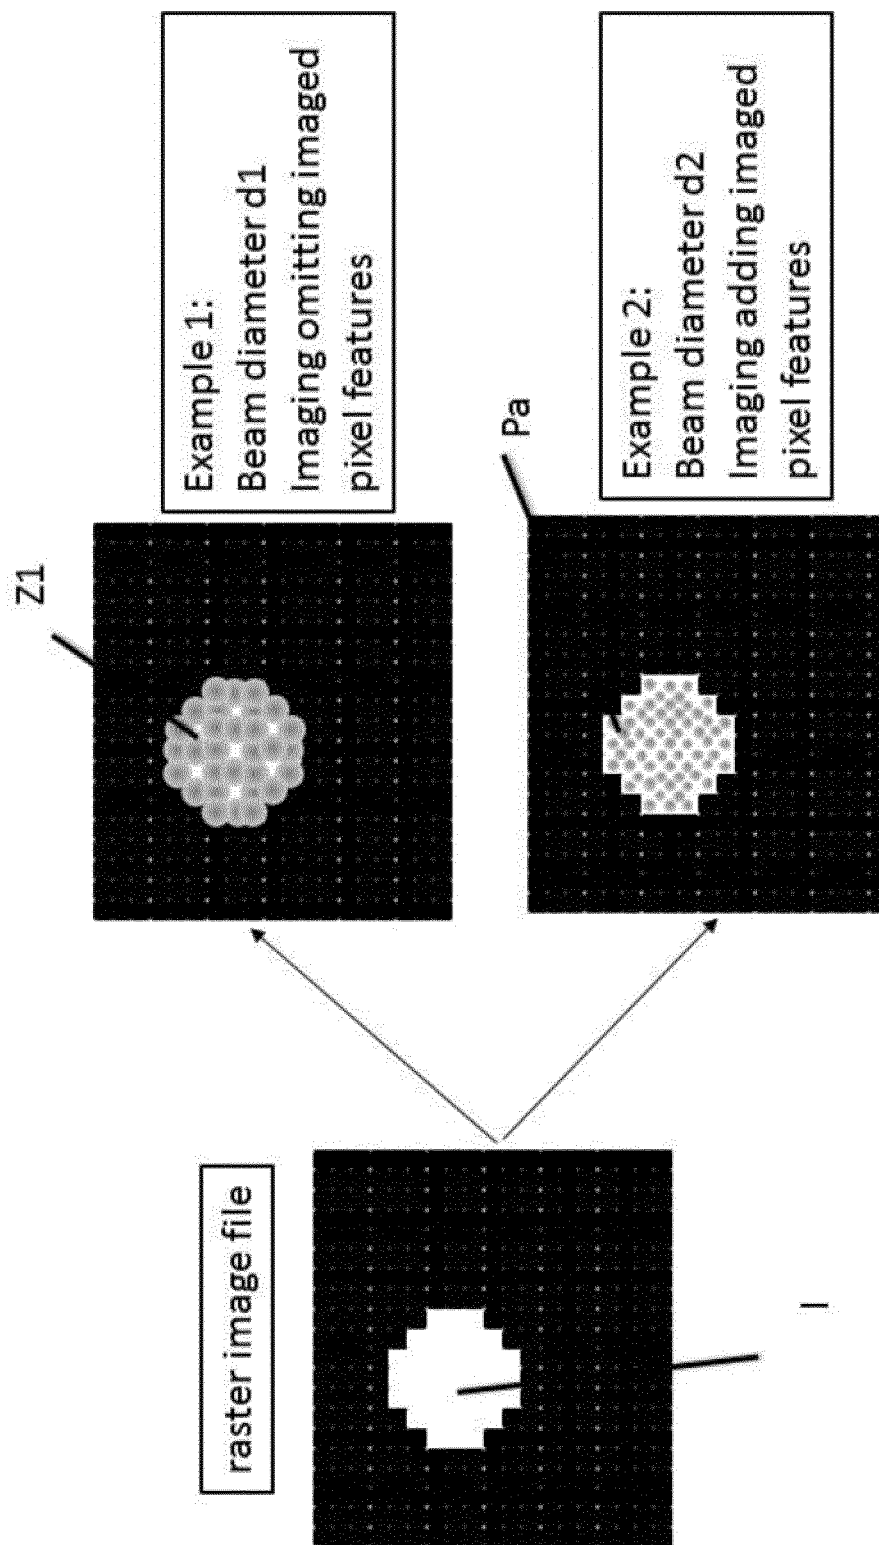 raster image file
I
Z1
Example 1:
Beam diameter d1
Imaging omitting imaged
pixel features
Pa
Example 2:
Beam diameter d2
Imaging adding imaged
pixel features